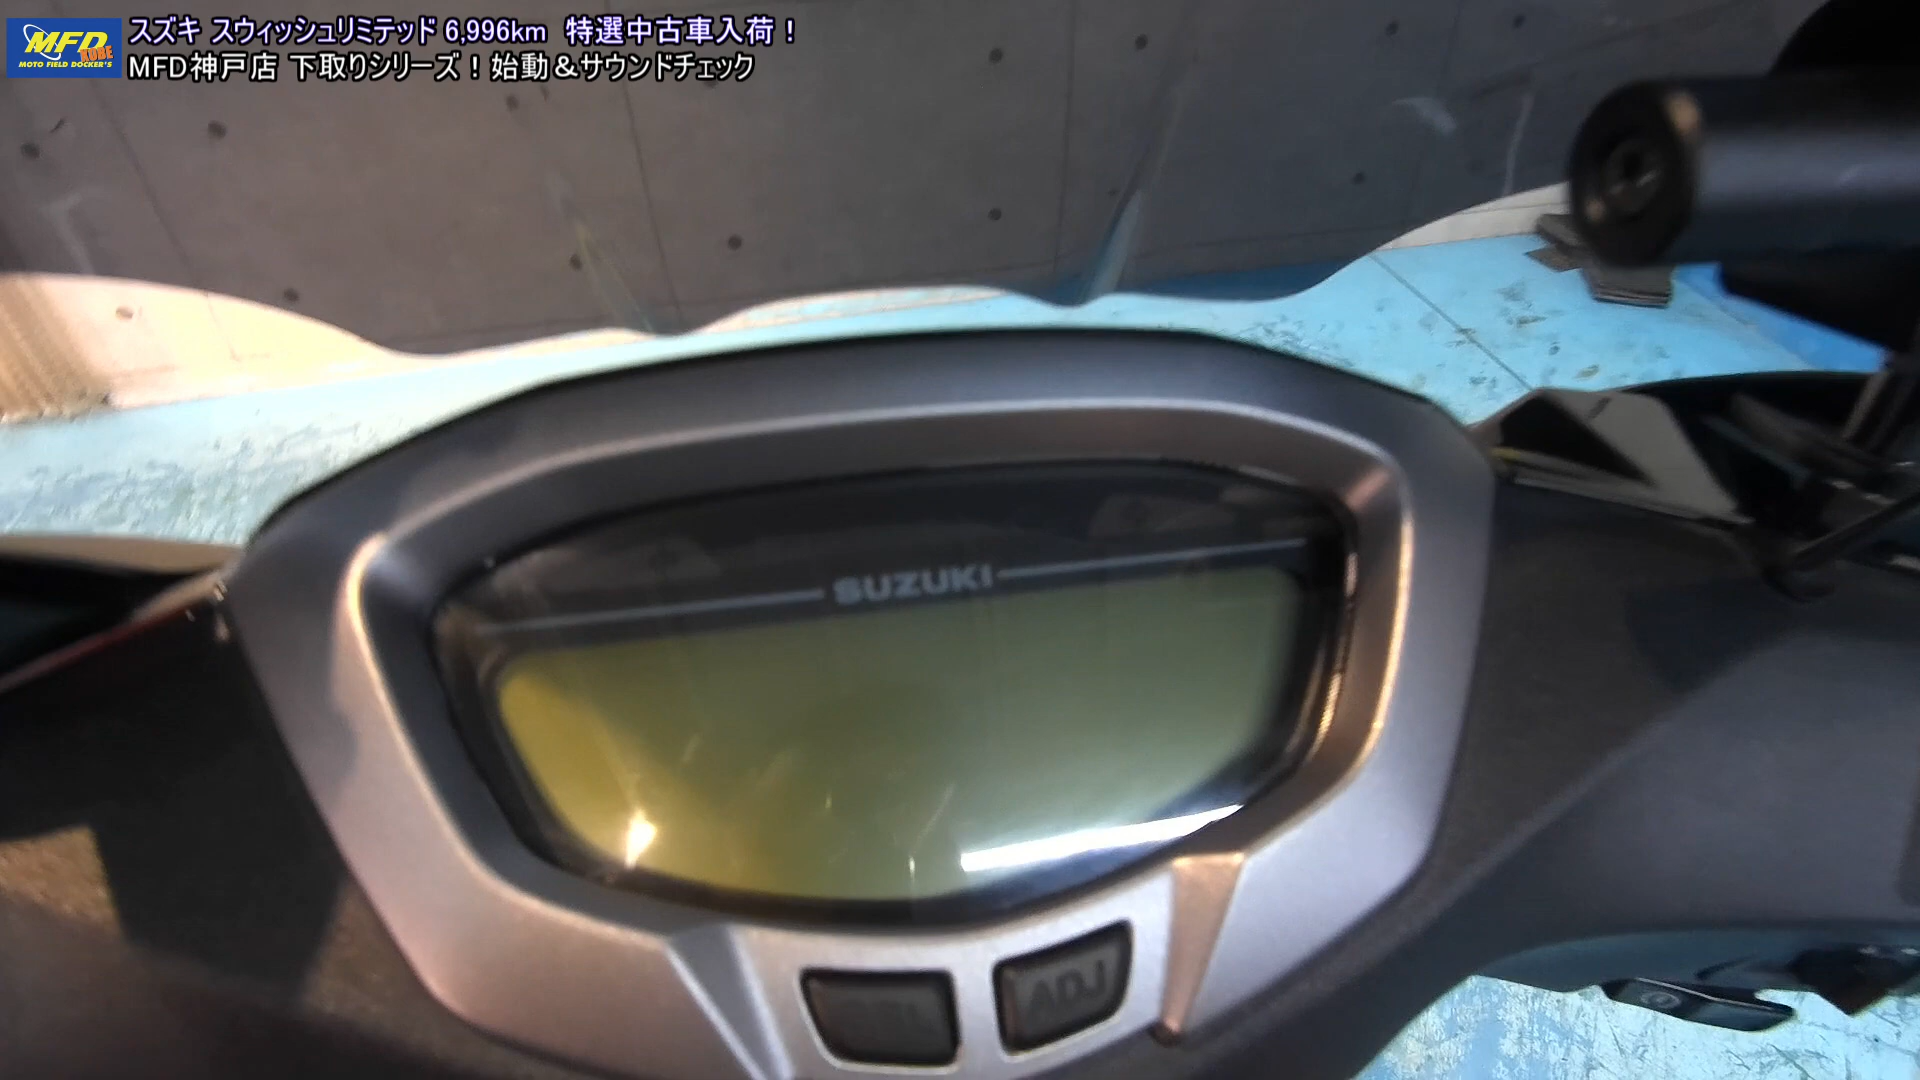 MFD
KOBE
MOTO FIELD DOCKER'S
スズキ スウィッシュリミテッド 6,996km 特選中古車入荷！
MFD神戸店 下取りシリーズ！始動＆サウンドチェック
SUZUKI
SEL
ADJ